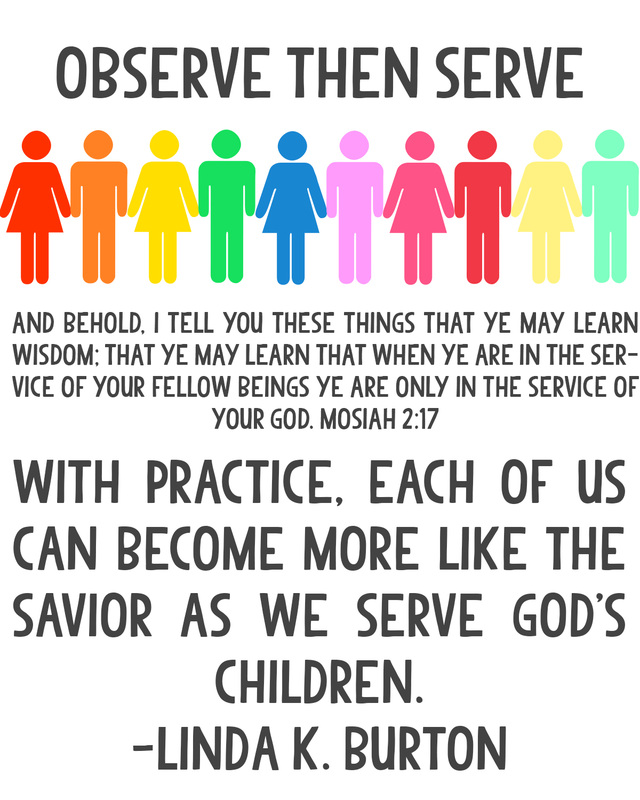 OBSERVE THEN SERVE
AND BEHOLD, I TELL YOU THESE THINGS THAT YE MAY LEARN
WISDOM; THAT YE MAY LEARN THAT WHEN YE ARE IN THE SER-
VICE OF YOUR FELLOW BEINGS YE ARE ONLY IN THE SERVICE OF
YOUR GOD. MOSIAH 2:17
WITH PRACTICE, EACH OF US
CAN BECOME MORE LIKE THE
SAVIOR AS WE SERVE GOD'S
CHILDREN.
-LINDA K. BURTON